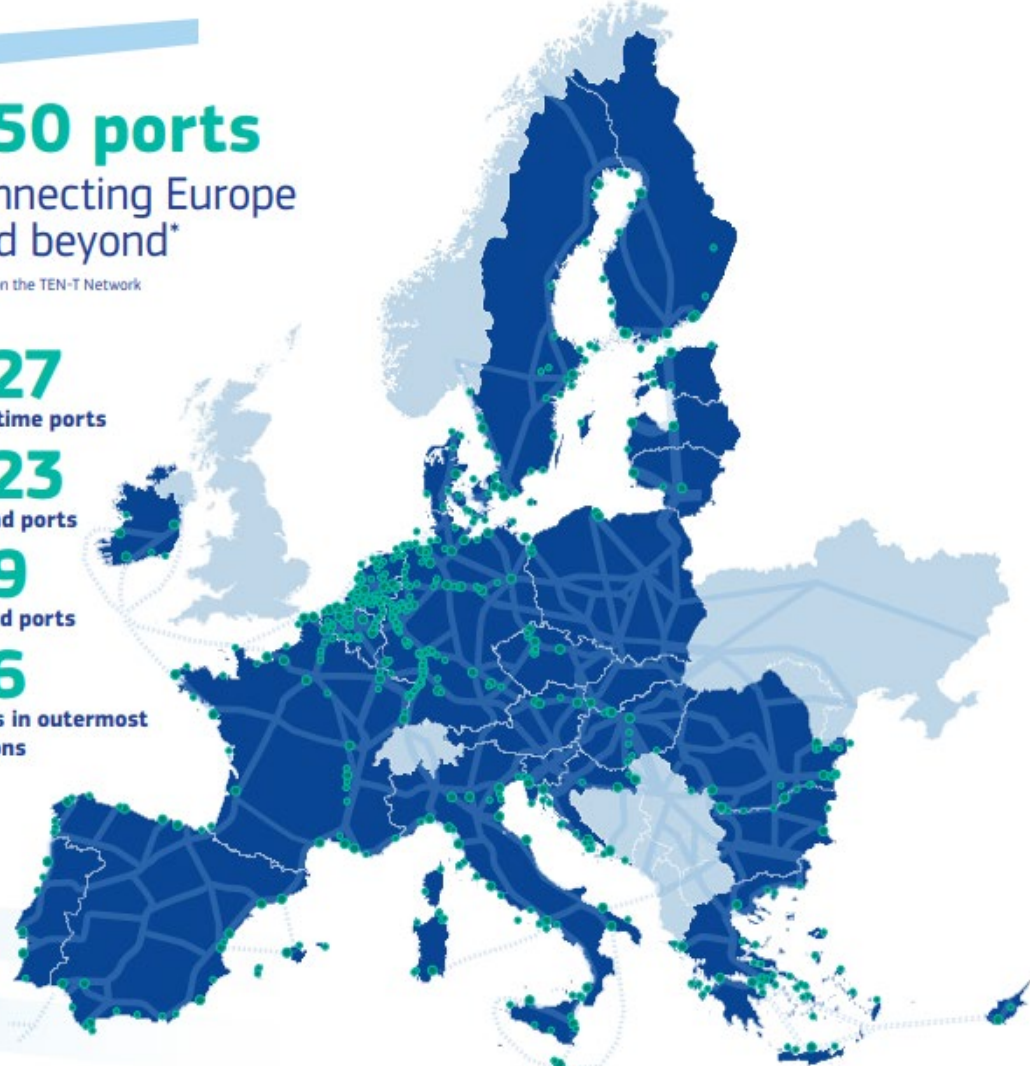 50 ports
nnecting Europe
d beyond*
n the TEN-T Network
27
time ports
23
d ports
9
d ports
6
s in outermost
ons